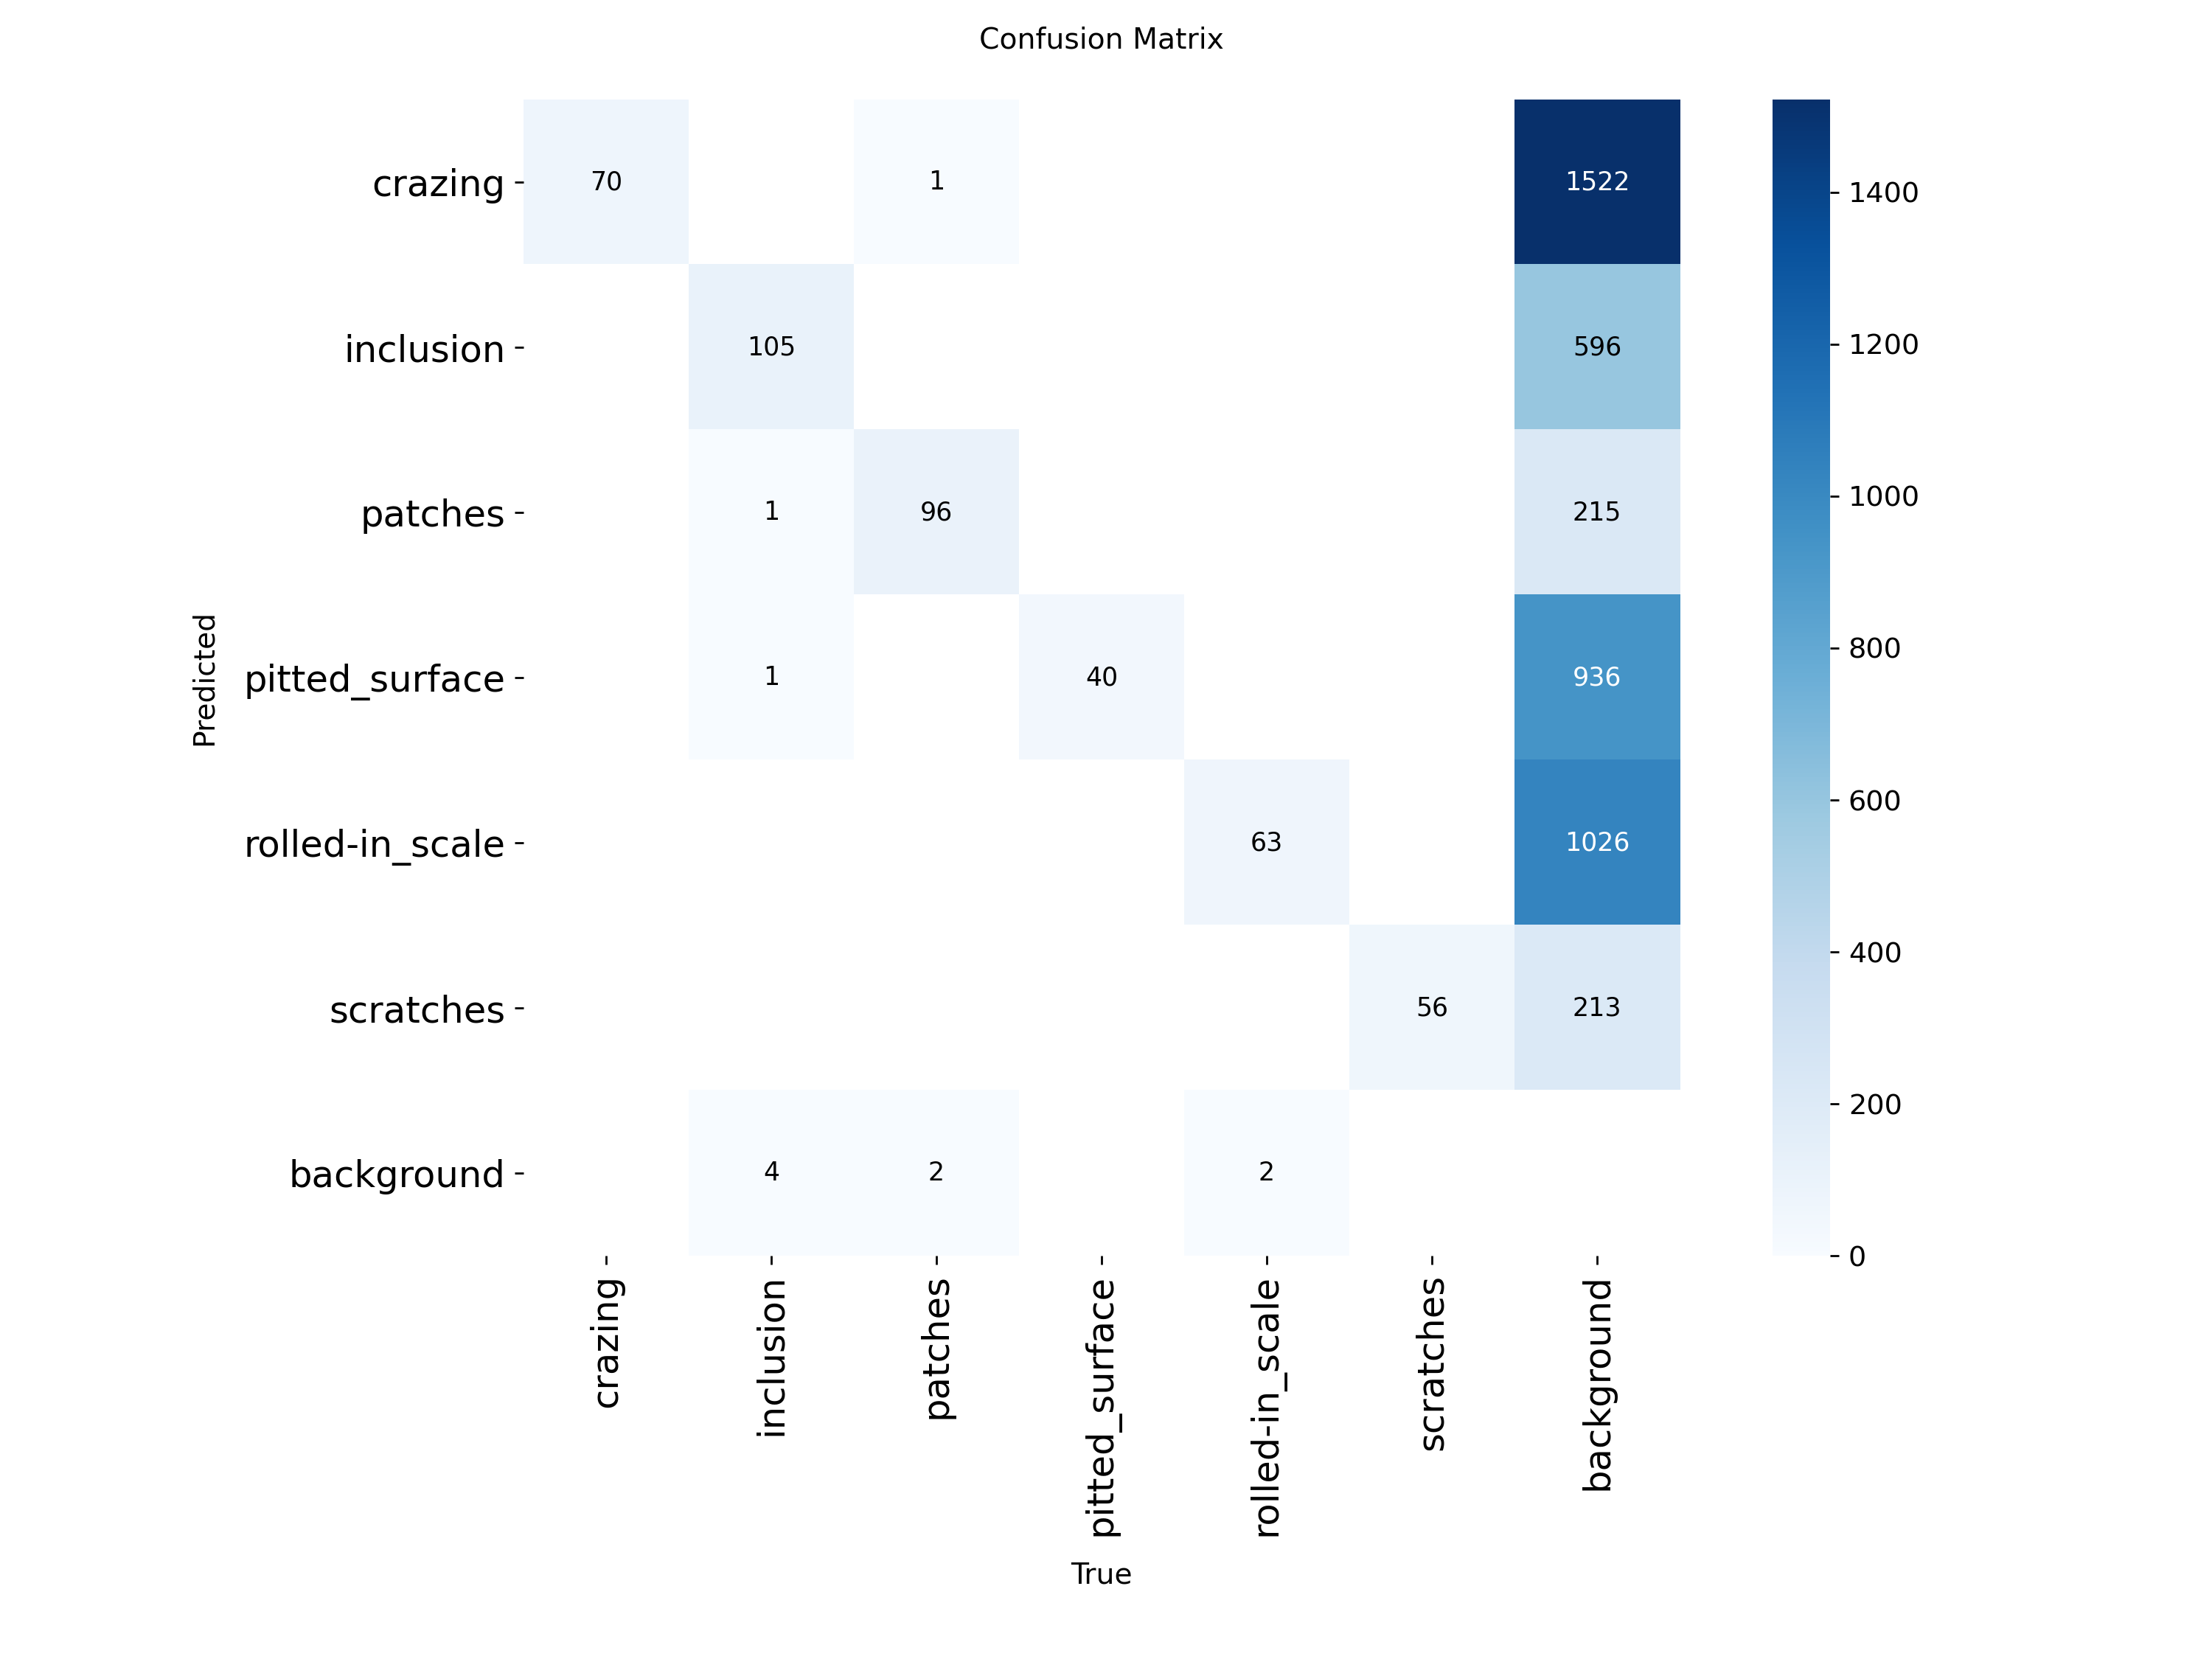 Confusion Matrix
crazing 70 1 1522
inclusion 105 596
patches 1 96 215
pitted_surface 1 40 936
rolled-in_scale 63 1026
scratches 56 213
background 4 2 2
Predicted
crazing
inclusion
patches
pitted_surface
rolled-in_scale
scratches
background
True
1400
1200
1000
800
600
400
200
0